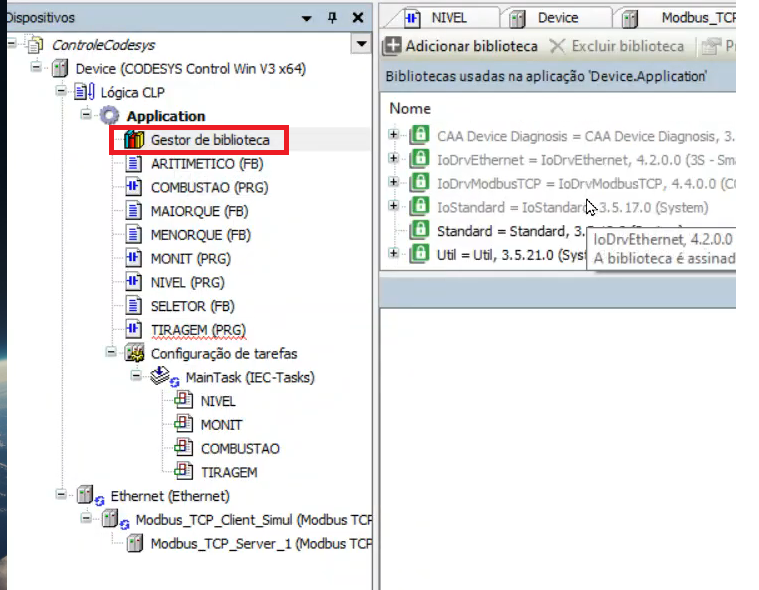 Dispositivos
ControleCodesys
Device (CODESYS Control Win V3 x64)
Lógica CLP
Application
Gestor de biblioteca
ARITIMETICO (FB)
COMBUSTAO (PRG)
MAIORQUE (FB)
MENORQUE (FB)
MONIT (PRG)
NIVEL (PRG)
SELETOR (FB)
TIRAGEM (PRG)
Configuração de tarefas
MainTask (IEC-Tasks)
NIVEL
MONIT
COMBUSTAO
TIRAGEM
Ethernet (Ethernet)
Modbus_TCP_Client_Simul (Modbus TCP
Modbus_TCP_Server_1 (Modbus TCP
NIVEL
Device
Modbus_TCP
Adicionar biblioteca
Excluir biblioteca
Bibliotecas usadas na aplicação 'Device.Application'
Nome
CAA Device Diagnosis = CAA Device Diagnosis, 3.
IoDrvEthernet = IoDrvEthernet, 4.2.0.0 (3S - Sma
IoDrvModbusTCP = IoDrvModbusTCP, 4.4.0.0 (CO
IoStandard = IoStandard, 3.5.17.0 (System)
Standard = Standard, 3.
Util = Util, 3.5.21.0 (Syst
IoDrvEthernet, 4.2.0.0
A biblioteca é assinad